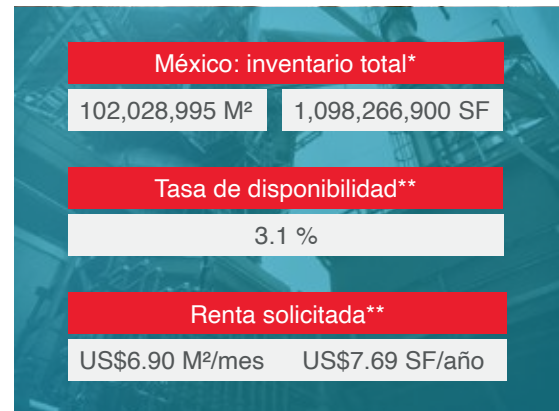 México: inventario total*
102,028,995 M² 1,098,266,900 SF
Tasa de disponibilidad**
3.1 %
Renta solicitada**
US$6.90 M²/mes US$7.69 SF/año